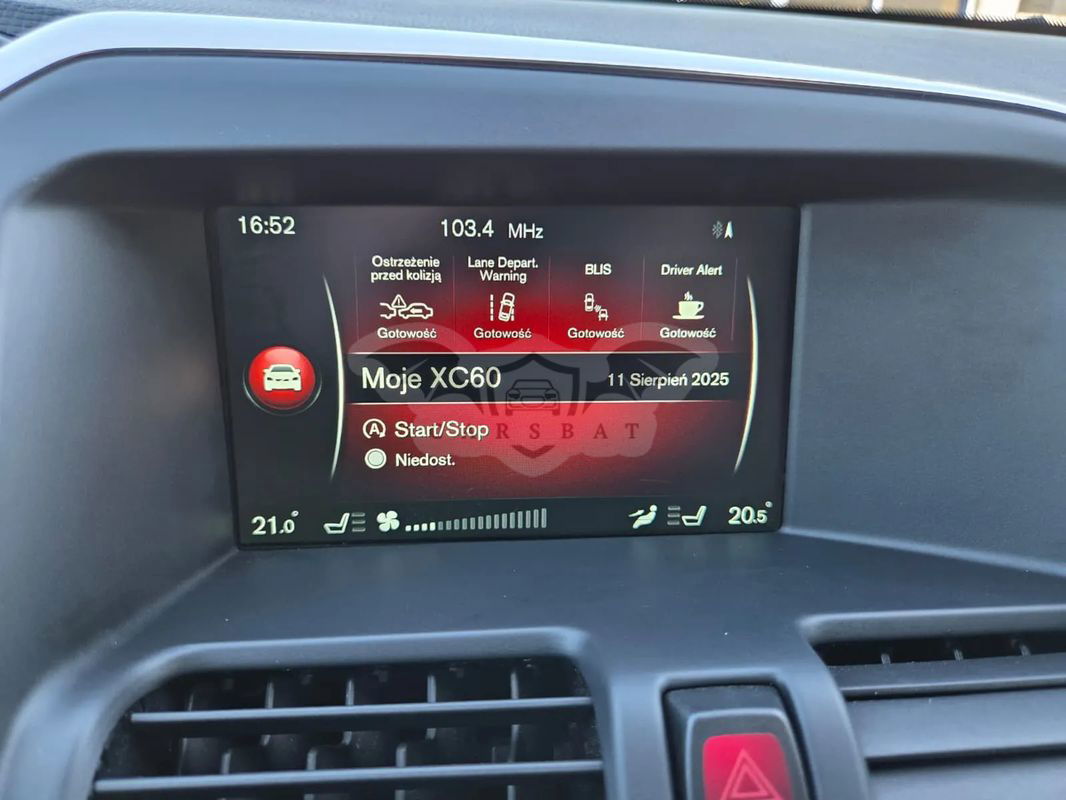 16:52
103.4 MHz
Ostrzeżenie przed kolizją
Lane Depart. Warning
BLIS
Driver Alert
Gotowość
Gotowość
Gotowość
Gotowość
Moje XC60
11 Sierpień 2025
A Start/Stop
CARSBAT
Niedost.
21.0°
20.5°